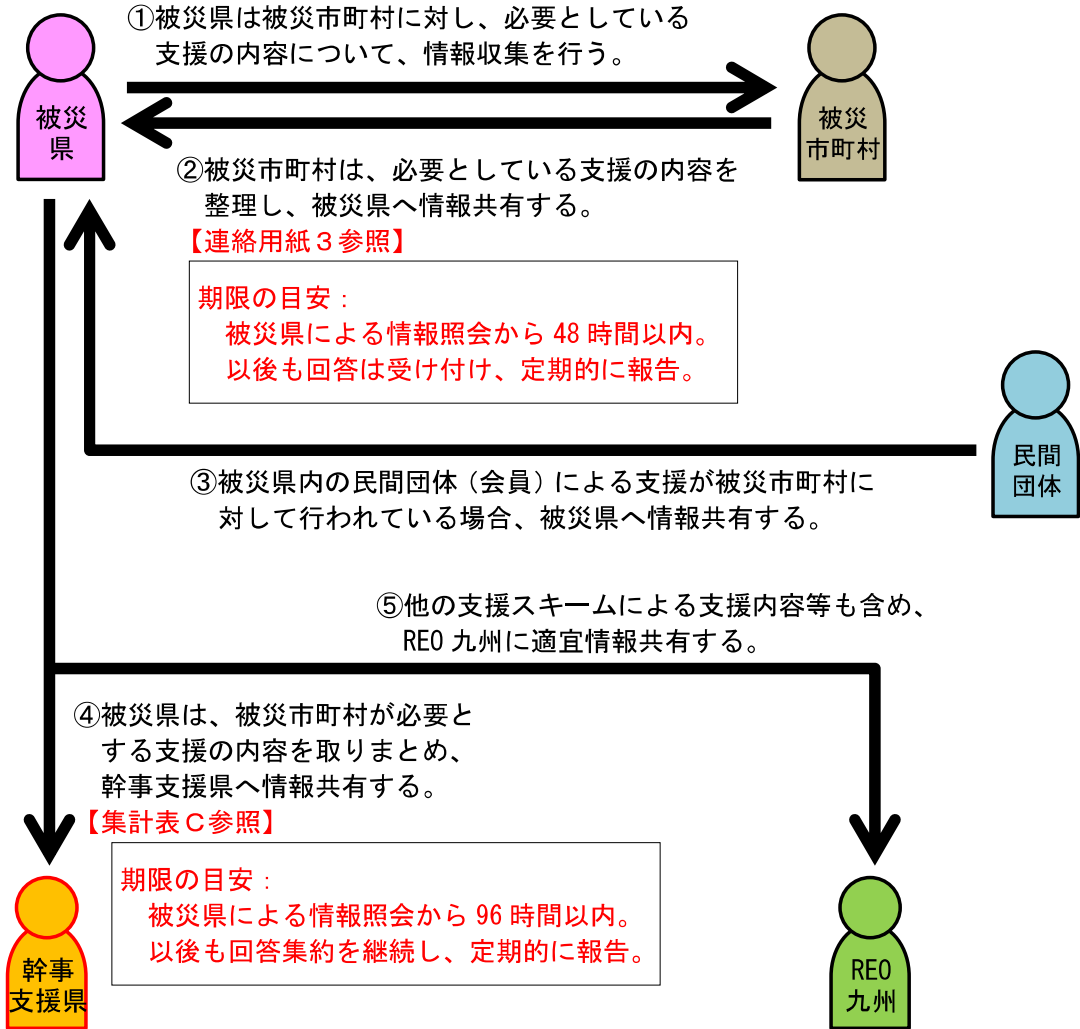 ①被災県は被災市町村に対し、必要としている
支援の内容について、情報収集を行う。
被災
県
被災
市町村
②被災市町村は、必要としている支援の内容を
整理し、被災県へ情報共有する。
【連絡用紙３参照】
期限の目安：
被災県による情報照会から 48 時間以内。
以後も回答は受け付け、定期的に報告。
民間
団体
③被災県内の民間団体（会員）による支援が被災市町村に
対して行われている場合、被災県へ情報共有する。
⑤他の支援スキームによる支援内容等も含め、
REO 九州に適宜情報共有する。
④被災県は、被災市町村が必要と
する支援の内容を取りまとめ、
幹事支援県へ情報共有する。
【集計表Ｃ参照】
期限の目安：
被災県による情報照会から 96 時間以内。
以後も回答集約を継続し、定期的に報告。
幹事
支援県
REO
九州